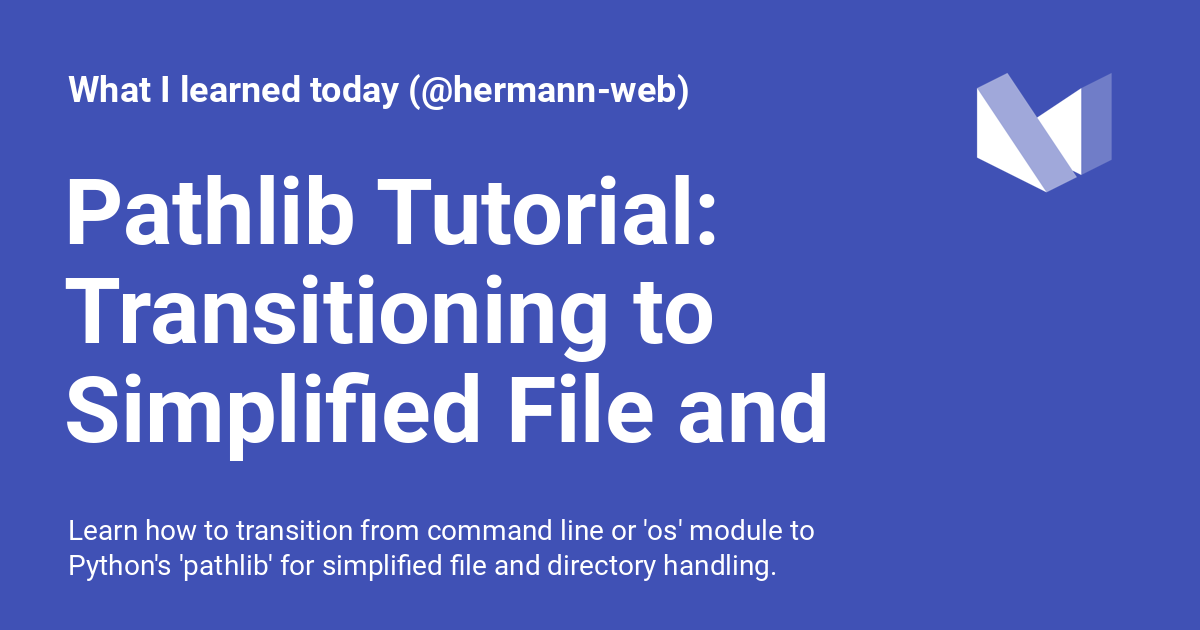 What I learned today (@hermann-web)
Pathlib Tutorial:
Transitioning to
Simplified File and
Learn how to transition from command line or 'os' module to
Python's 'pathlib' for simplified file and directory handling.